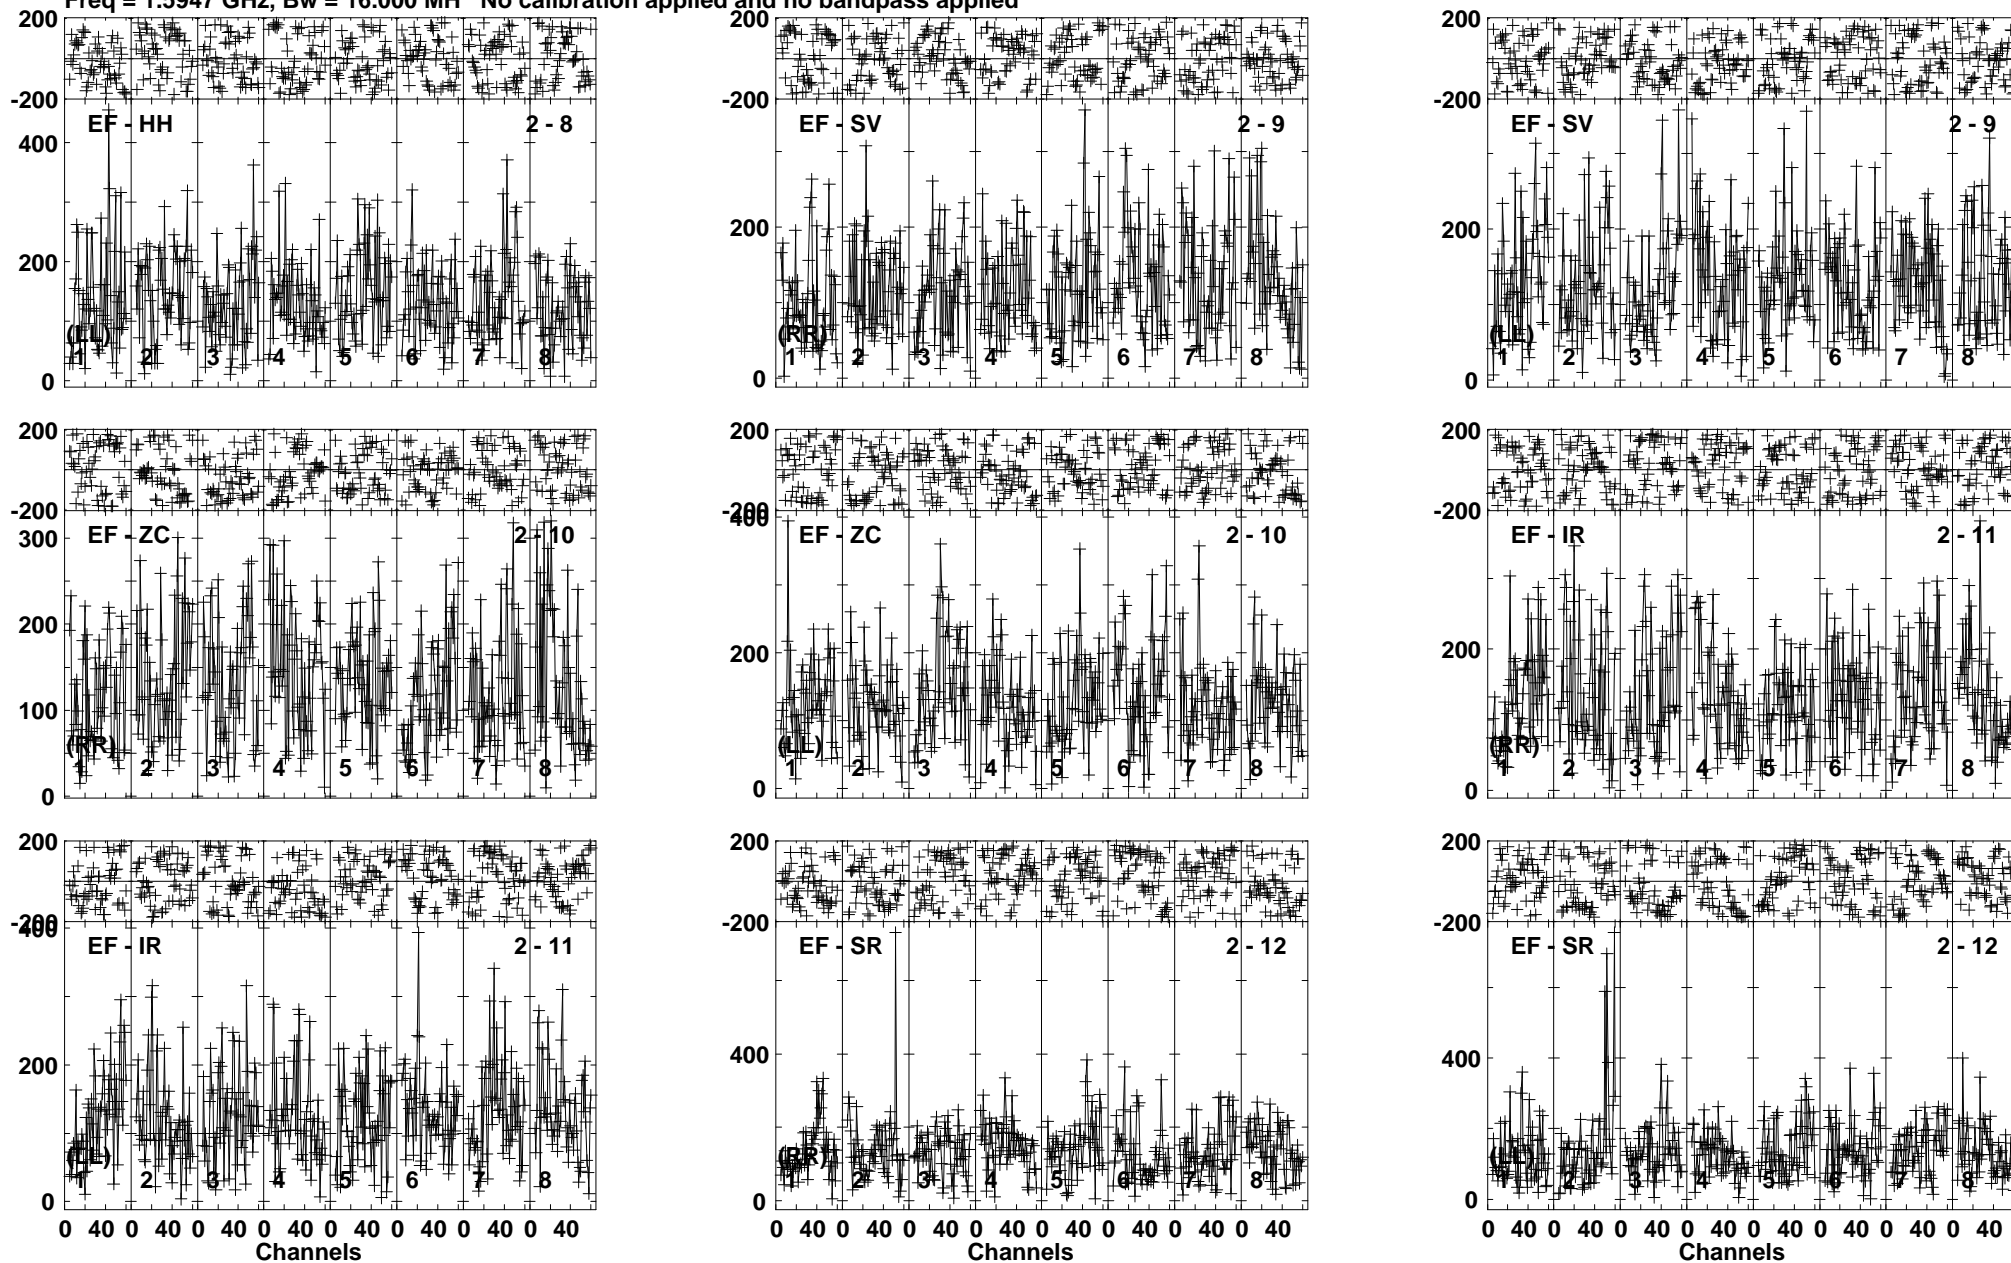 Freq = 1.5947 GHz, Bw = 16.000 MH No calibration applied and no bandpass applied
200
-200
EF - HH 2 - 8
400
200
0
(LL)
1 2 3 4 5 6 7 8
200
-200
EF - SV 2 - 9
200
0
(RR)
1 2 3 4 5 6 7 8
200
-200
EF - SV 2 - 9
200
0
(LL)
1 2 3 4 5 6 7 8
200
-200
EF - ZC 2 - 10
300
200
100
0
(RR)
1 2 3 4 5 6 7 8
200
-200
400
EF - ZC 2 - 10
200
0
(LL)
1 2 3 4 5 6 7 8
200
-200
EF - IR 2 - 11
200
0
(RR)
1 2 3 4 5 6 7 8
200
-200
400
EF - IR 2 - 11
200
0
(LL)
1 2 3 4 5 6 7 8
0 40 0 40 0 40 0 40 0 40 0 40 0 40 0 40
Channels
200
-200
EF - SR 2 - 12
400
0
(RR)
1 2 3 4 5 6 7 8
0 40 0 40 0 40 0 40 0 40 0 40 0 40 0 40
Channels
200
-200
EF - SR 2 - 12
400
0
(LL)
1 2 3 4 5 6 7 8
0 40 0 40 0 40 0 40 0 40 0 40 0 40 0 40
Channels